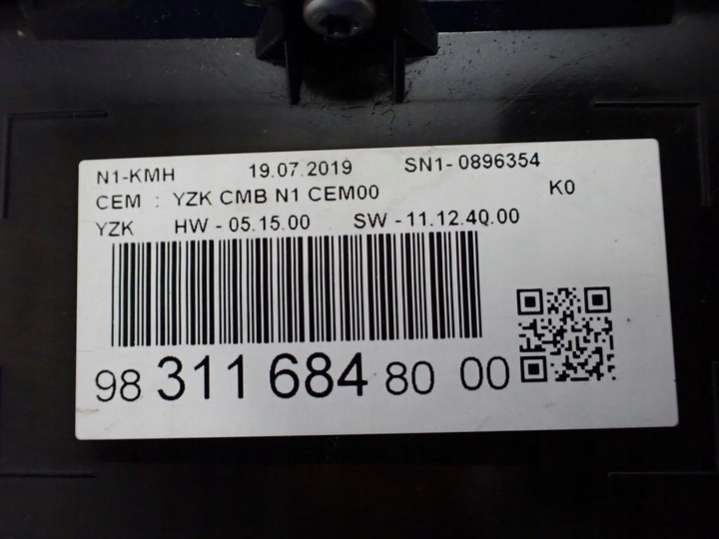 N1-KMH 19.07.2019 SN1- 0896354
CEM : YZK CMB N1 CEM00 K0
YZK HW - 05.15.00 SW - 11.12.40.00
98 311 684 80 00